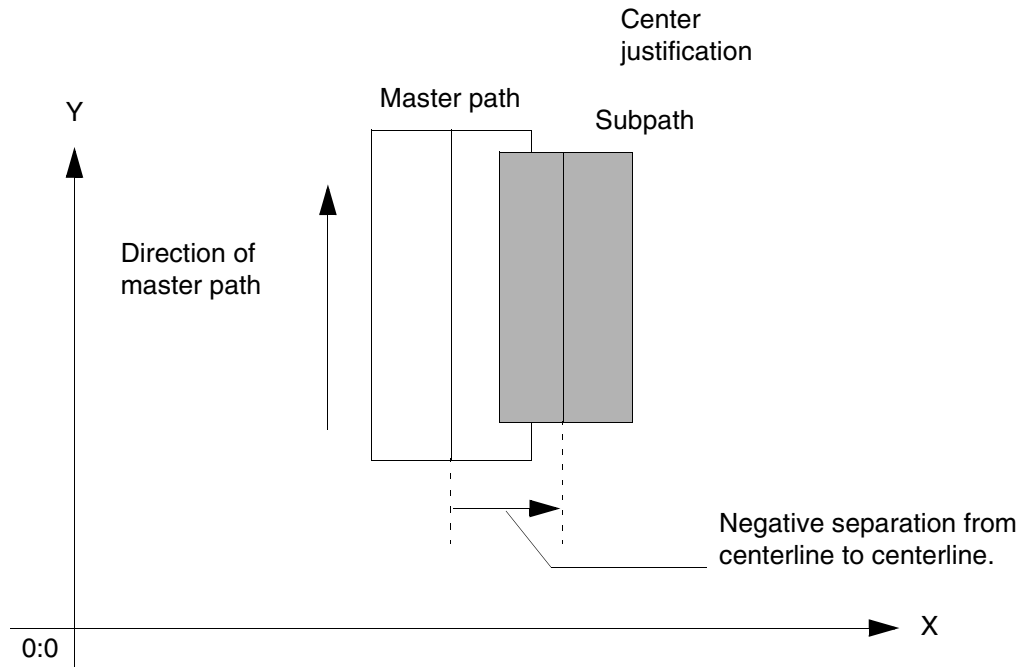 Center
justification
Master path
Y
Subpath
Direction of
master path
Negative separation from
centerline to centerline.
X
0:0